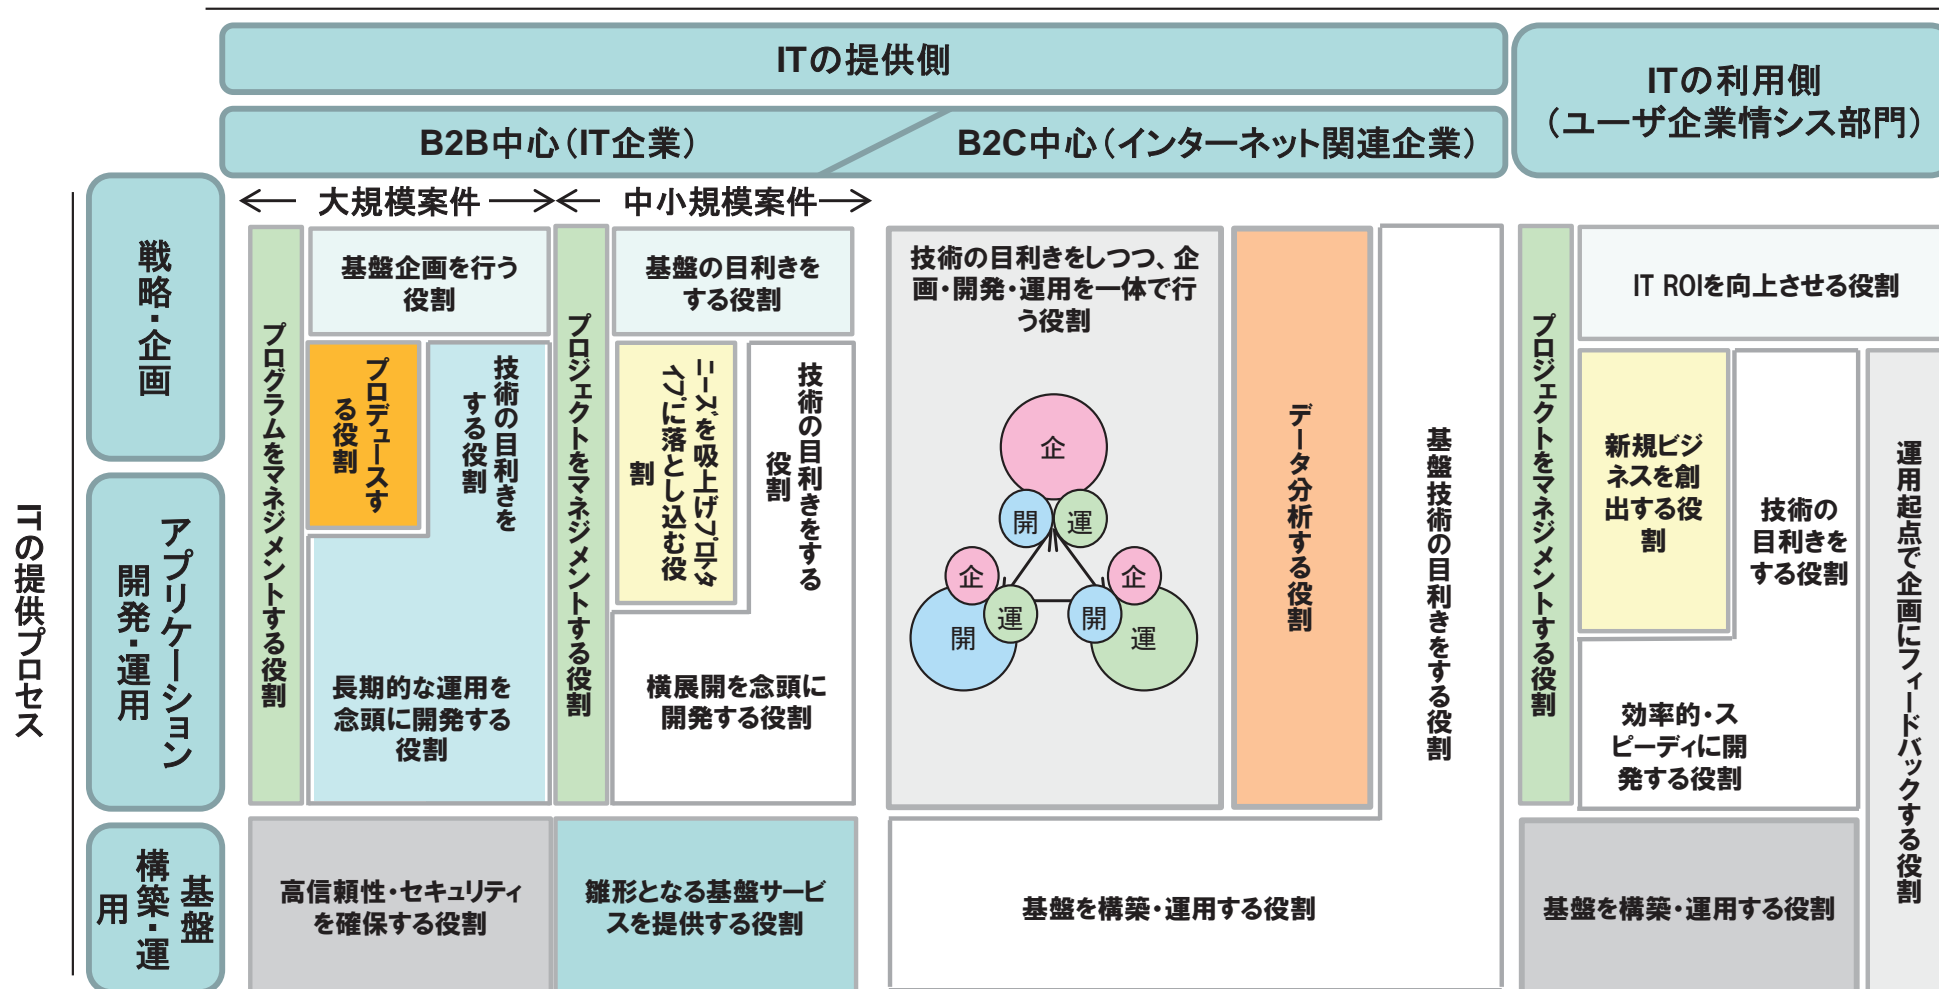 ITの提供側
ITの利用側
（ユーザ企業情シス部門）
B2B中心（IT企業）
B2C中心（インターネット関連企業）
ITの提供プロセス
戦略・企画
アプリケーション
開発・運用
基盤
構築・運
用
大規模案件
中小規模案件
プログラムをマネジメントする役割
基盤企画を行う
役割
プロデュースす
る役割
技術の目利きを
する役割
長期的な運用を
念頭に開発する
役割
プロジェクトをマネジメントする役割
基盤の目利きを
する役割
ニーズを吸上げプロトタ
イプに落とし込む役
割
技術の目利きをする
役割
横展開を念頭に
開発する役割
技術の目利きをしつつ、企
画・開発・運用を一体で行
う役割
企
開
運
企
運
開
企
開
運
データ分析する役割
基盤技術の目利きをする役割
プロジェクトをマネジメントする役割
IT ROIを向上させる役割
新規ビジ
ネスを創
出する役
割
技術の
目利きを
する役割
効率的・ス
ピーディに開
発する役割
運用起点で企画にフィードバックする役割
高信頼性・セキュリティ
を確保する役割
雛形となる基盤サービ
スを提供する役割
基盤を構築・運用する役割
基盤を構築・運用する役割